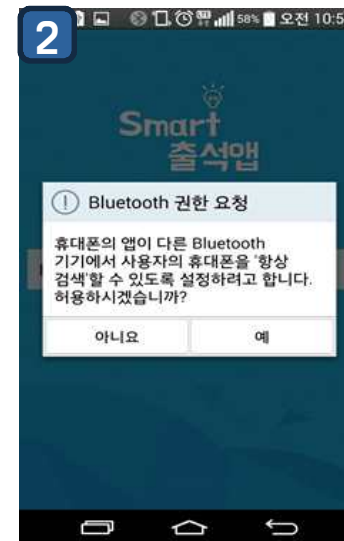 2
58% 오전 10:5
Smart
출석앱
Bluetooth 권한 요청
휴대폰의 앱이 다른 Bluetooth
기기에서 사용자의 휴대폰을 '항상
검색'할 수 있도록 설정하려고 합니다.
허용하시겠습니까?
아니요 예